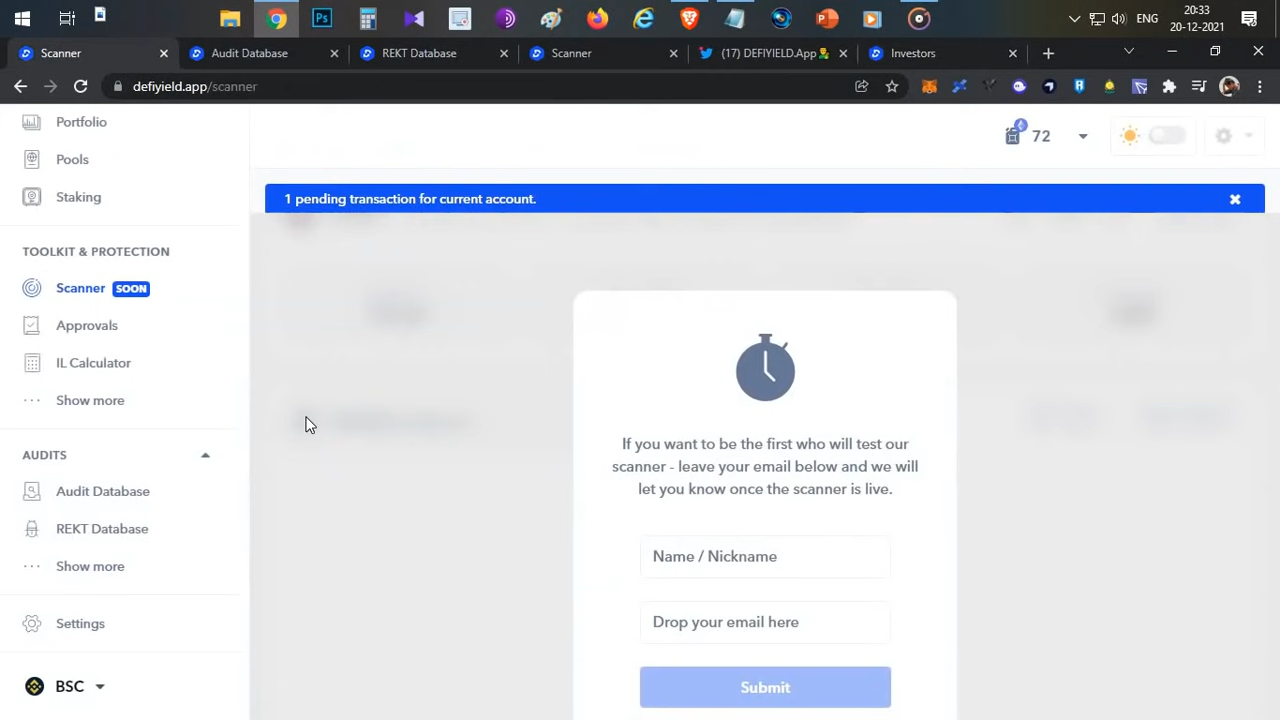 ENG
20:33
20-12-2021
Scanner
Audit Database
REKT Database
Scanner
(17) DEFIYIELD.App
Investors
defiyield.app/scanner
Portfolio
Pools
Staking
TOOLKIT & PROTECTION
Scanner SOON
Approvals
IL Calculator
Show more
AUDITS
Audit Database
REKT Database
Show more
Settings
BSC
72
1 pending transaction for current account.
If you want to be the first who will test our
scanner - leave your email below and we will
let you know once the scanner is live.
Name / Nickname
Drop your email here
Submit